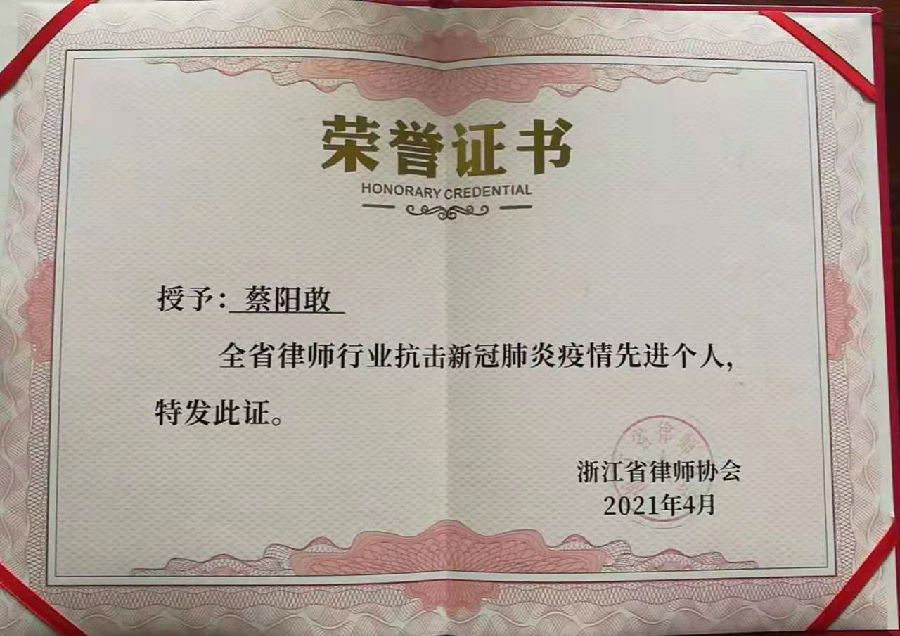 荣誉证书
HONORARY CREDENTIAL
授予：蔡阳敢
全省律师行业抗击新冠肺炎疫情先进个人，
特发此证。
浙江省律师协会
2021年4月